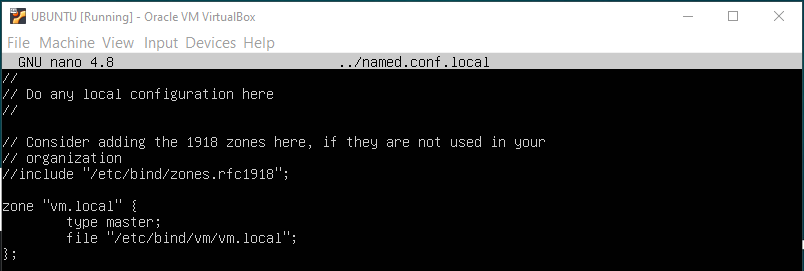 UBUNTU [Running] - Oracle VM VirtualBox
File Machine View Input Devices Help
GNU nano 4.8 ../named.conf.local
//
// Do any local configuration here
//
// Consider adding the 1918 zones here, if they are not used in your
// organization
//include "/etc/bind/zones.rfc1918";
zone "vm.local" {
type master;
file "/etc/bind/vm/vm.local";
};